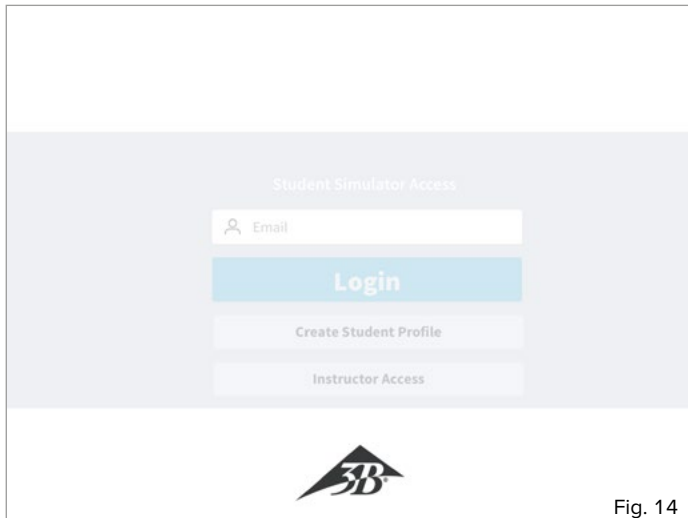 Student Simulator Access
Email
Login
Create Student Profile
Instructor Access
3B®
Fig. 14